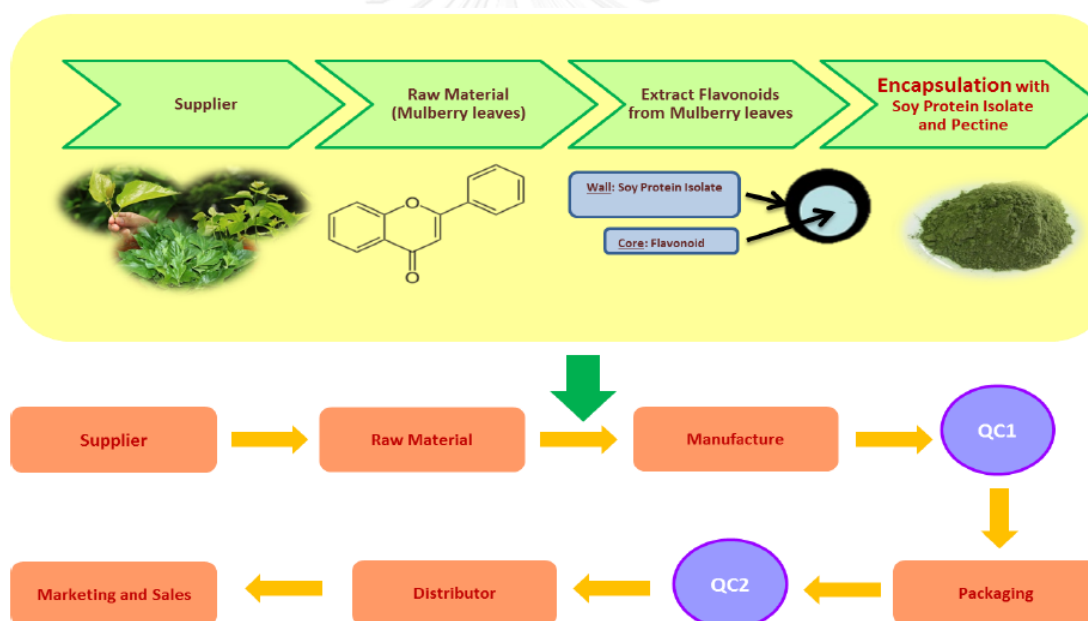 Supplier
Raw Material
(Mulberry leaves)
Extract Flavonoids
from Mulberry leaves
Encapsulation with
Soy Protein Isolate
and Pectine
O
O
Wall: Soy Protein Isolate
Core: Flavonoid
Supplier
Raw Material
Manufacture
QC1
Marketing and Sales
Distributor
QC2
Packaging